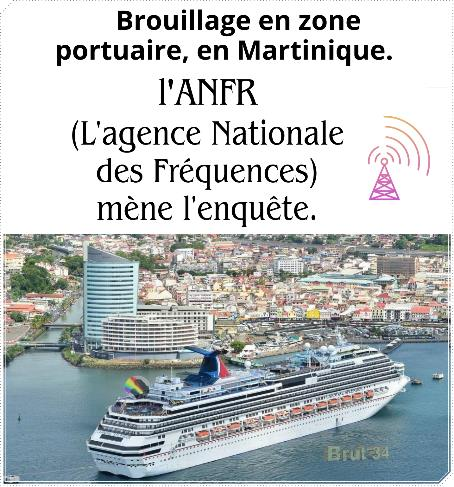 Brouillage en zone
portuaire, en Martinique.
l'ANFR
(L'agence Nationale
des Fréquences)
mène l'enquête.
Brut 34